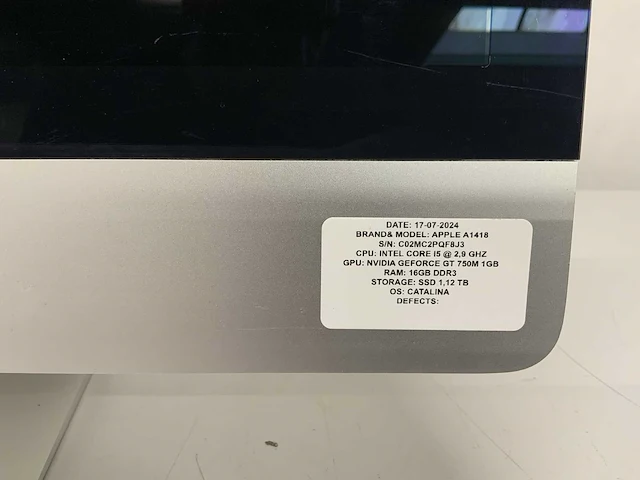 DATE: 17-07-2024
BRAND& MODEL: APPLE A1418
S/N: C02MC2PQF8J3
CPU: INTEL CORE I5 @ 2,9 GHZ
GPU: NVIDIA GEFORCE GT 750M 1GB
RAM: 16GB DDR3
STORAGE: SSD 1,12 TB
OS: CATALINA
DEFECTS: